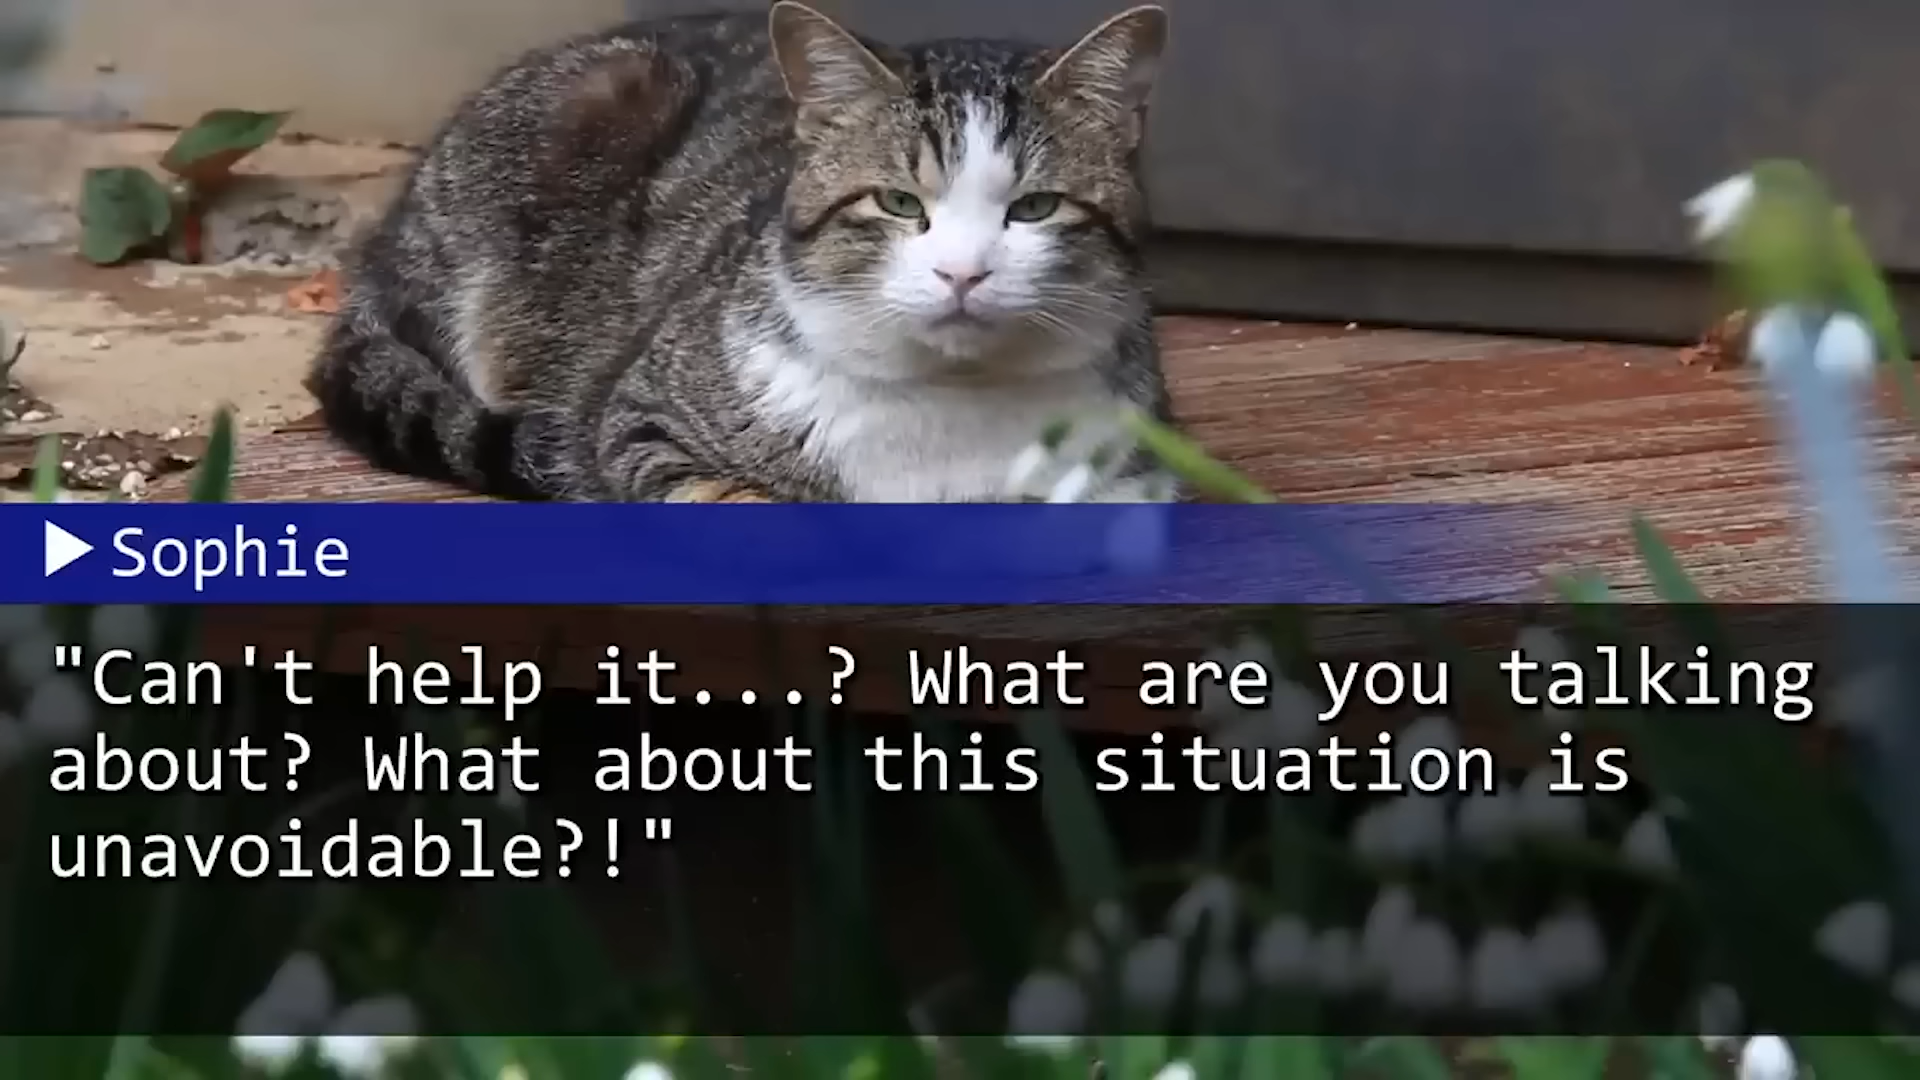 Sophie
"Can't help it...? What are you talking
about? What about this situation is
unavoidable?!"